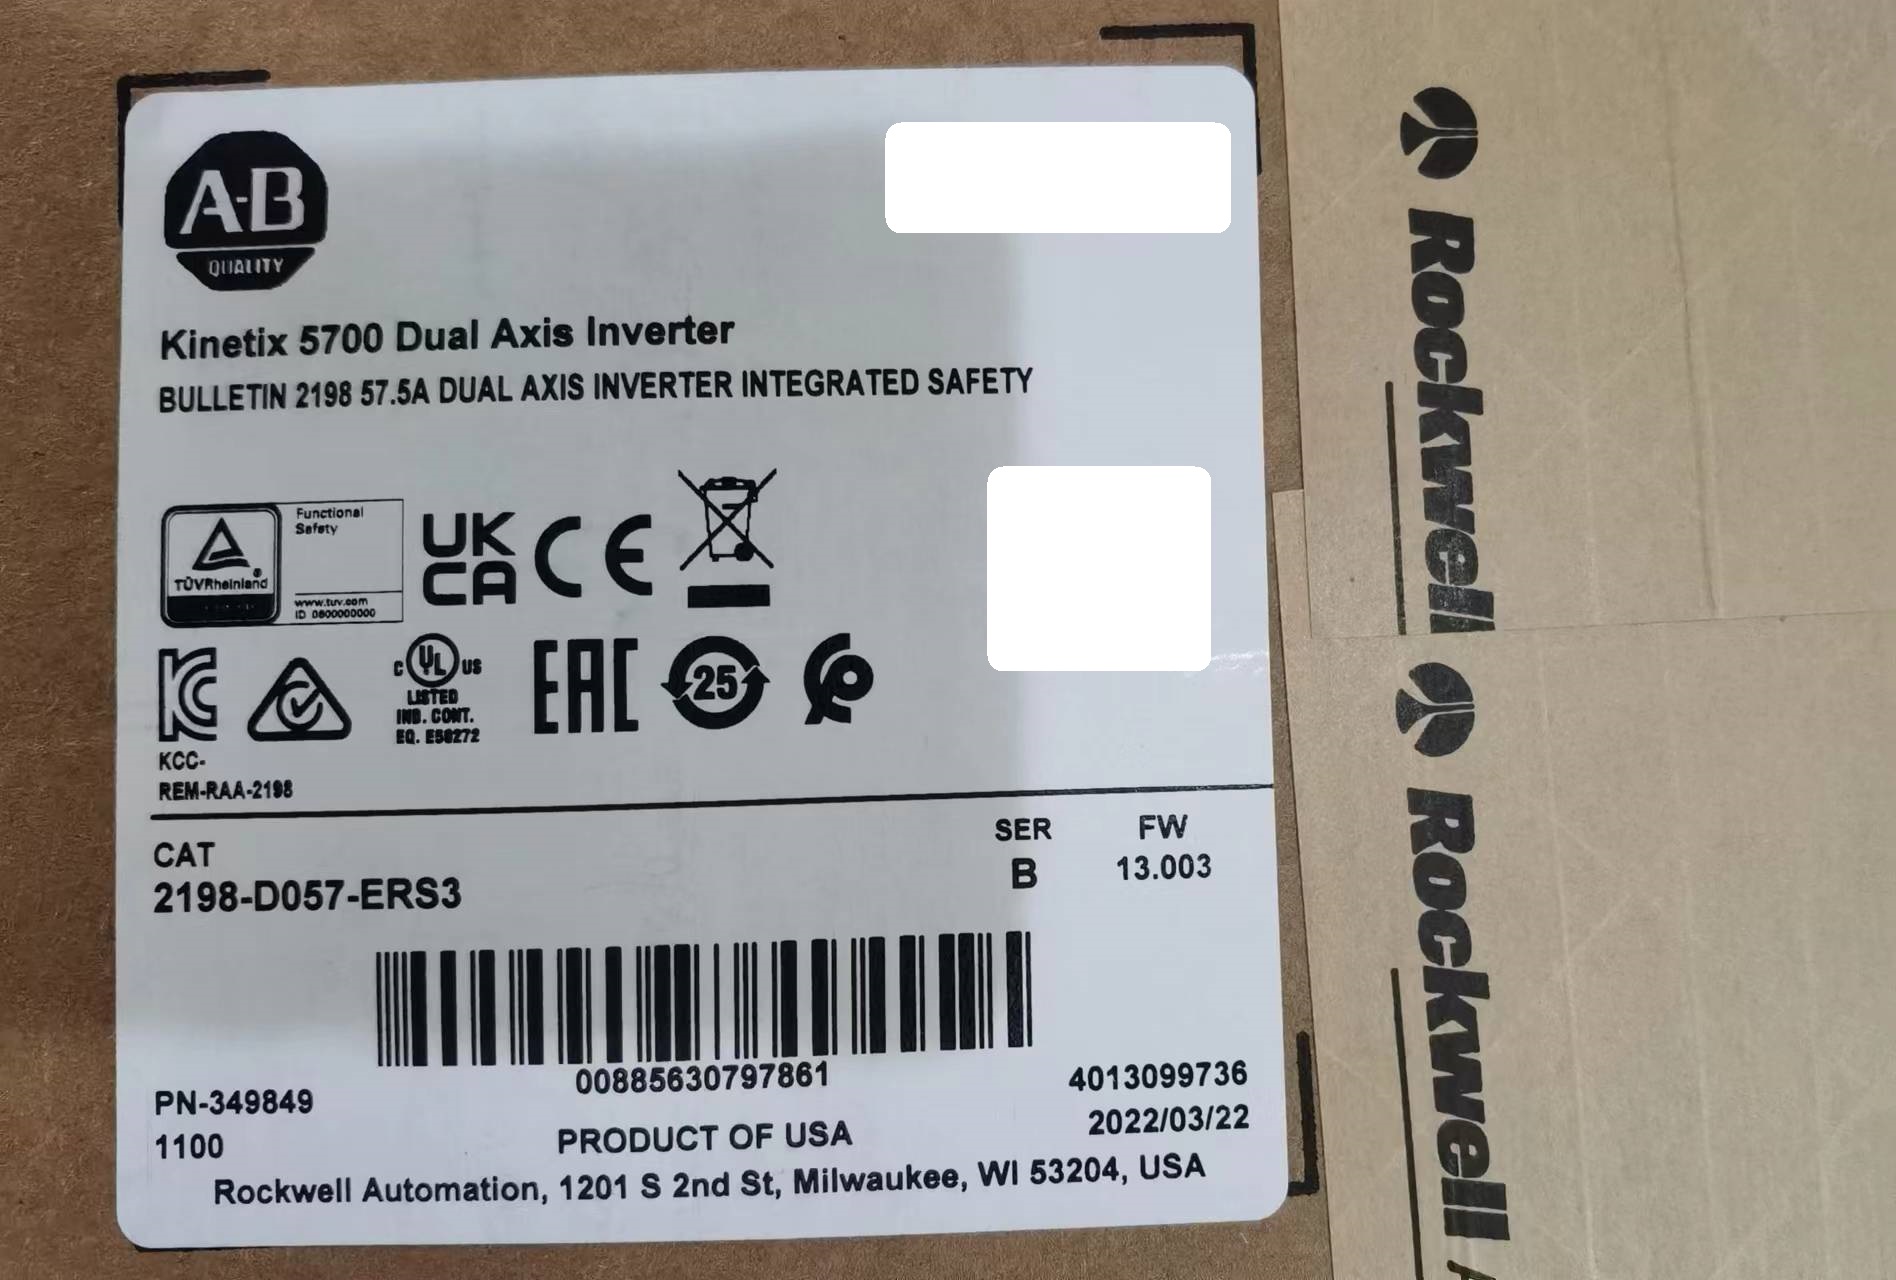 A-B
QUALITY
Kinetix 5700 Dual Axis Inverter
BULLETIN 2198 57.5A DUAL AXIS INVERTER INTEGRATED SAFETY
Functional
Safety
TÜVRheinland
www.tuv.com
ID 0600000000
UK
CA
CE
KC
C UL US
LISTED
IND. CONT.
EQ. E58272
EAC
25
KCC-
REM-RAA-2198
CAT
2198-D057-ERS3
SER
B
FW
13.003
00885630797861
PN-349849
1100
PRODUCT OF USA
4013099736
2022/03/22
Rockwell Automation, 1201 S 2nd St, Milwaukee, WI 53204, USA
Rockwell
Rockwell A